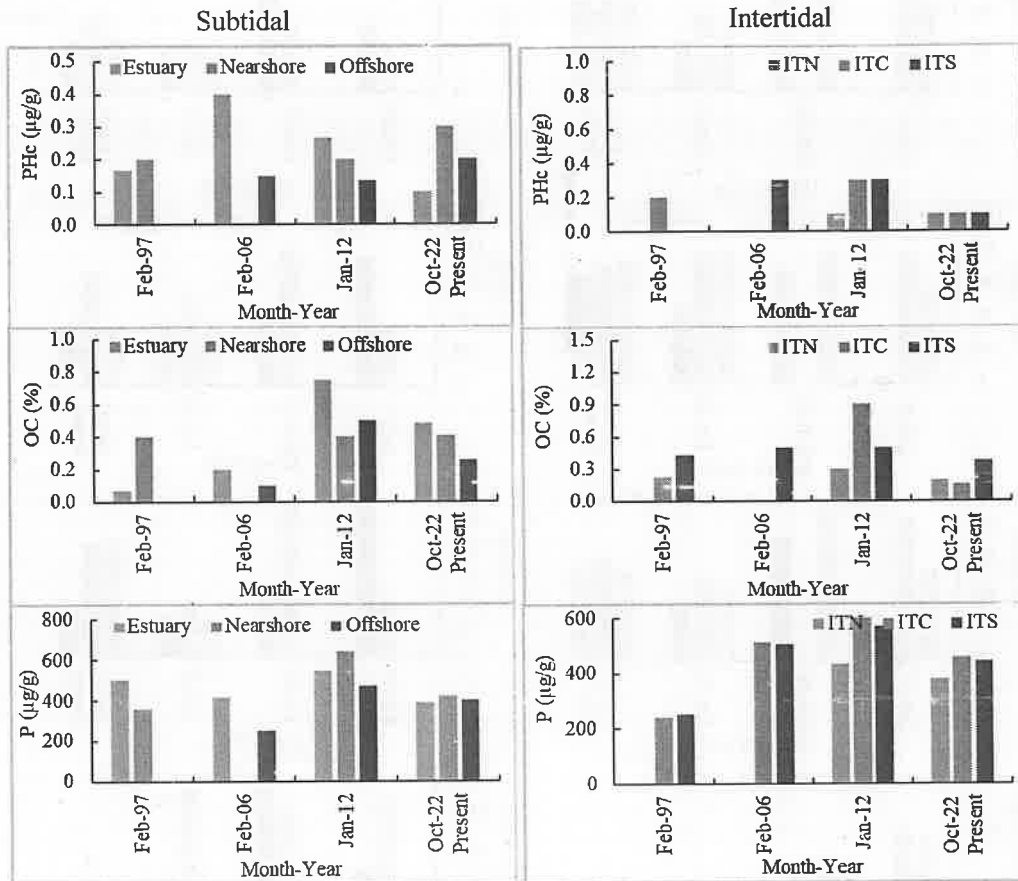 Subtidal
Intertidal
Estuary Nearshore Offshore
PHc (µg/g)
0.5
0.4
0.3
0.2
0.1
0.0
Feb-97
Feb-06
Jan-12
Oct-22
Present
Month-Year
ITN ITC ITS
PHc (µg/g)
1.0
0.8
0.6
0.4
0.2
0.0
Feb-97
Feb-06
Jan-12
Oct-22
Present
Month-Year
Estuary Nearshore Offshore
OC (%)
1.0
0.8
0.6
0.4
0.2
0.0
Feb-97
Feb-06
Jan-12
Oct-22
Present
Month-Year
ITN ITC ITS
OC (%)
1.5
1.2
0.9
0.6
0.3
0.0
Feb-97
Feb-06
Jan-12
Oct-22
Present
Month-Year
Estuary Nearshore Offshore
P (µg/g)
800
600
400
200
0
Feb-97
Feb-06
Jan-12
Oct-22
Present
Month-Year
ITN ITC ITS
P (µg/g)
600
400
200
0
Feb-97
Feb-06
Jan-12
Oct-22
Present
Month-Year